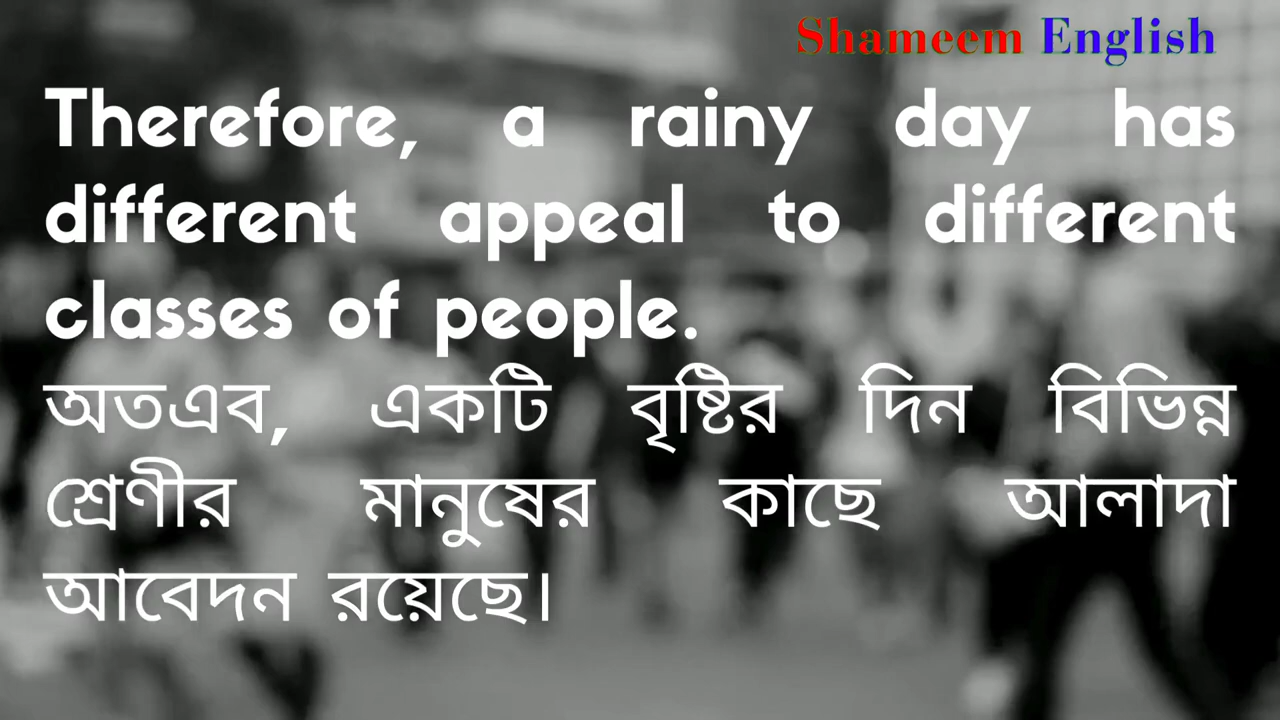 Shameem English
Therefore, a rainy day has
different appeal to different
classes of people.
অতএব, একটি বৃষ্টির দিন বিভিন্ন
শ্রেণীর মানুষের কাছে আলাদা
আবেদন রয়েছে।